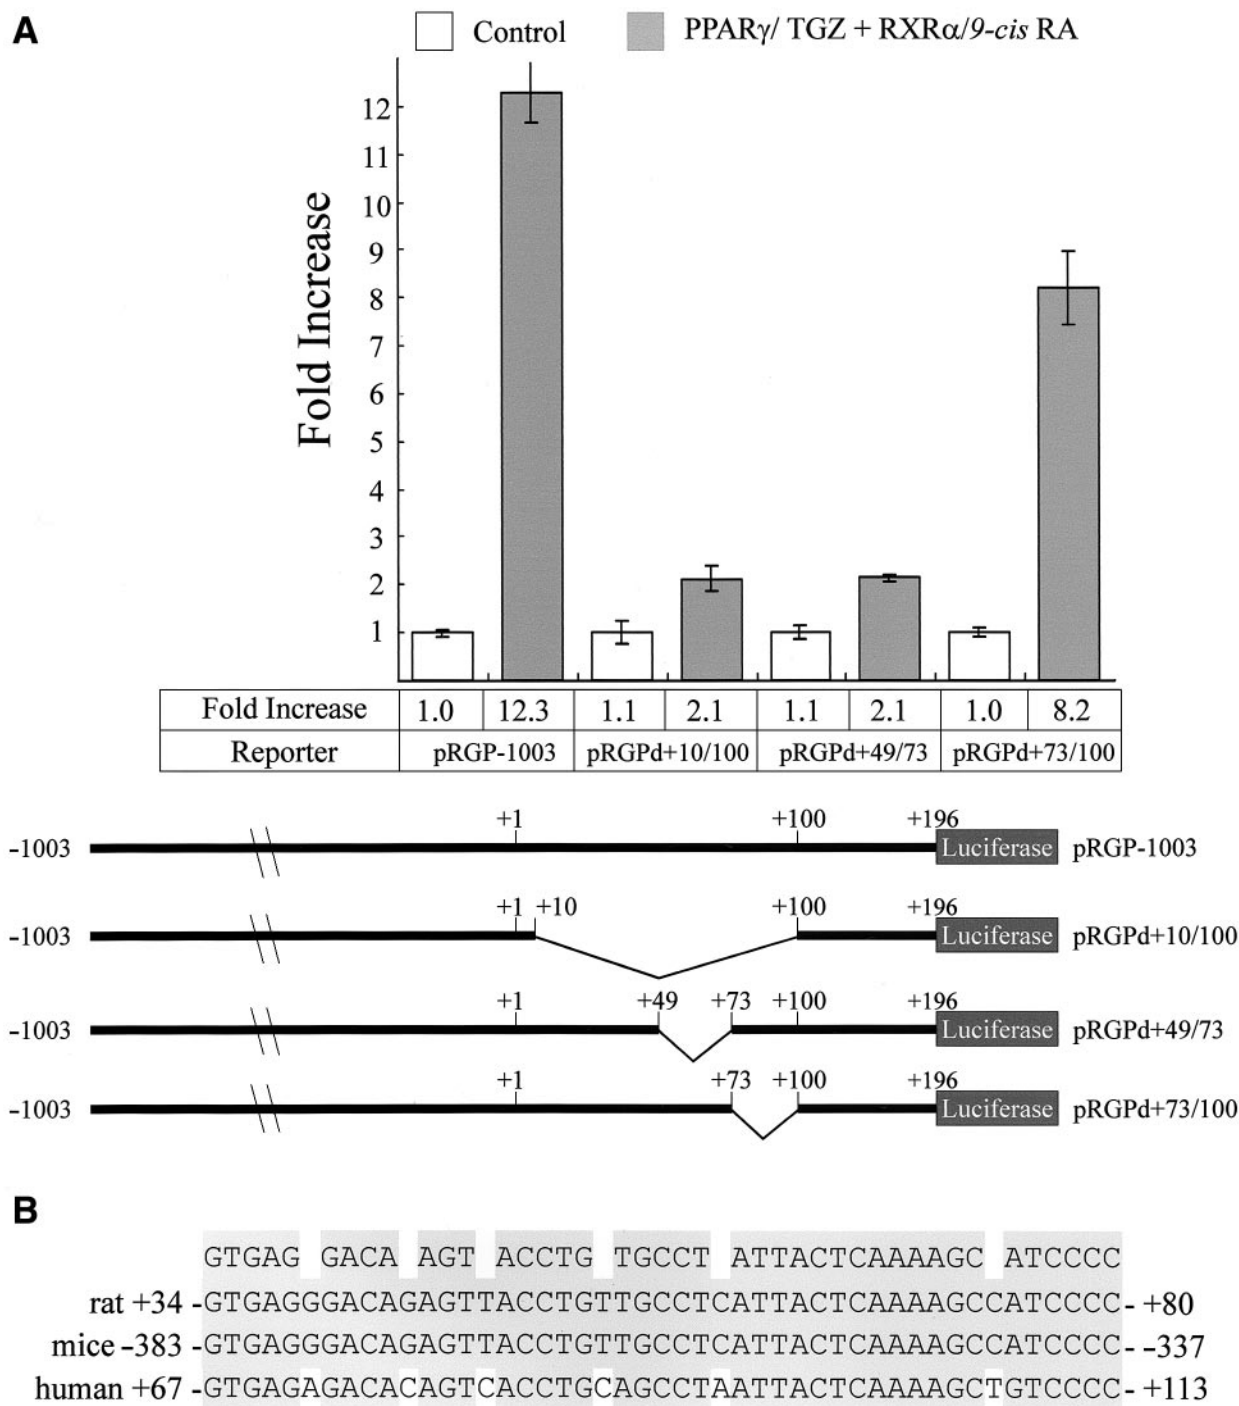 A
Control PPARγ/ TGZ + RXRα/9-cis RA
Fold Increase
12
11
10
9
8
7
6
5
4
3
2
1
Fold Increase 1.0 12.3 1.1 2.1 1.1 2.1 1.0 8.2
Reporter pRGP-1003 pRGPd+10/100 pRGPd+49/73 pRGPd+73/100
+1 +100 +196
-1003 Luciferase pRGP-1003
+1 +10 +100 +196
-1003 Luciferase pRGPd+10/100
+1 +49 +73 +100 +196
-1003 Luciferase pRGPd+49/73
+1 +73 +100 +196
-1003 Luciferase pRGPd+73/100
B
GTGAG GACA AGT ACCTG TGCCT ATTACTCAAAAGC ATCCCC
rat +34 -GTGAGGGACAGAGTTACCTGTTGCCTCATTACTCAAAAGCCATCCCC- +80
mice -383 -GTGAGGGACAGAGTTACCTGTTGCCTCATTACTCAAAAGCCATCCCC- -337
human +67 -GTGAGAGACACAGTCACCTGCAGCCTAATTACTCAAAAGCTGTCCCC- +113